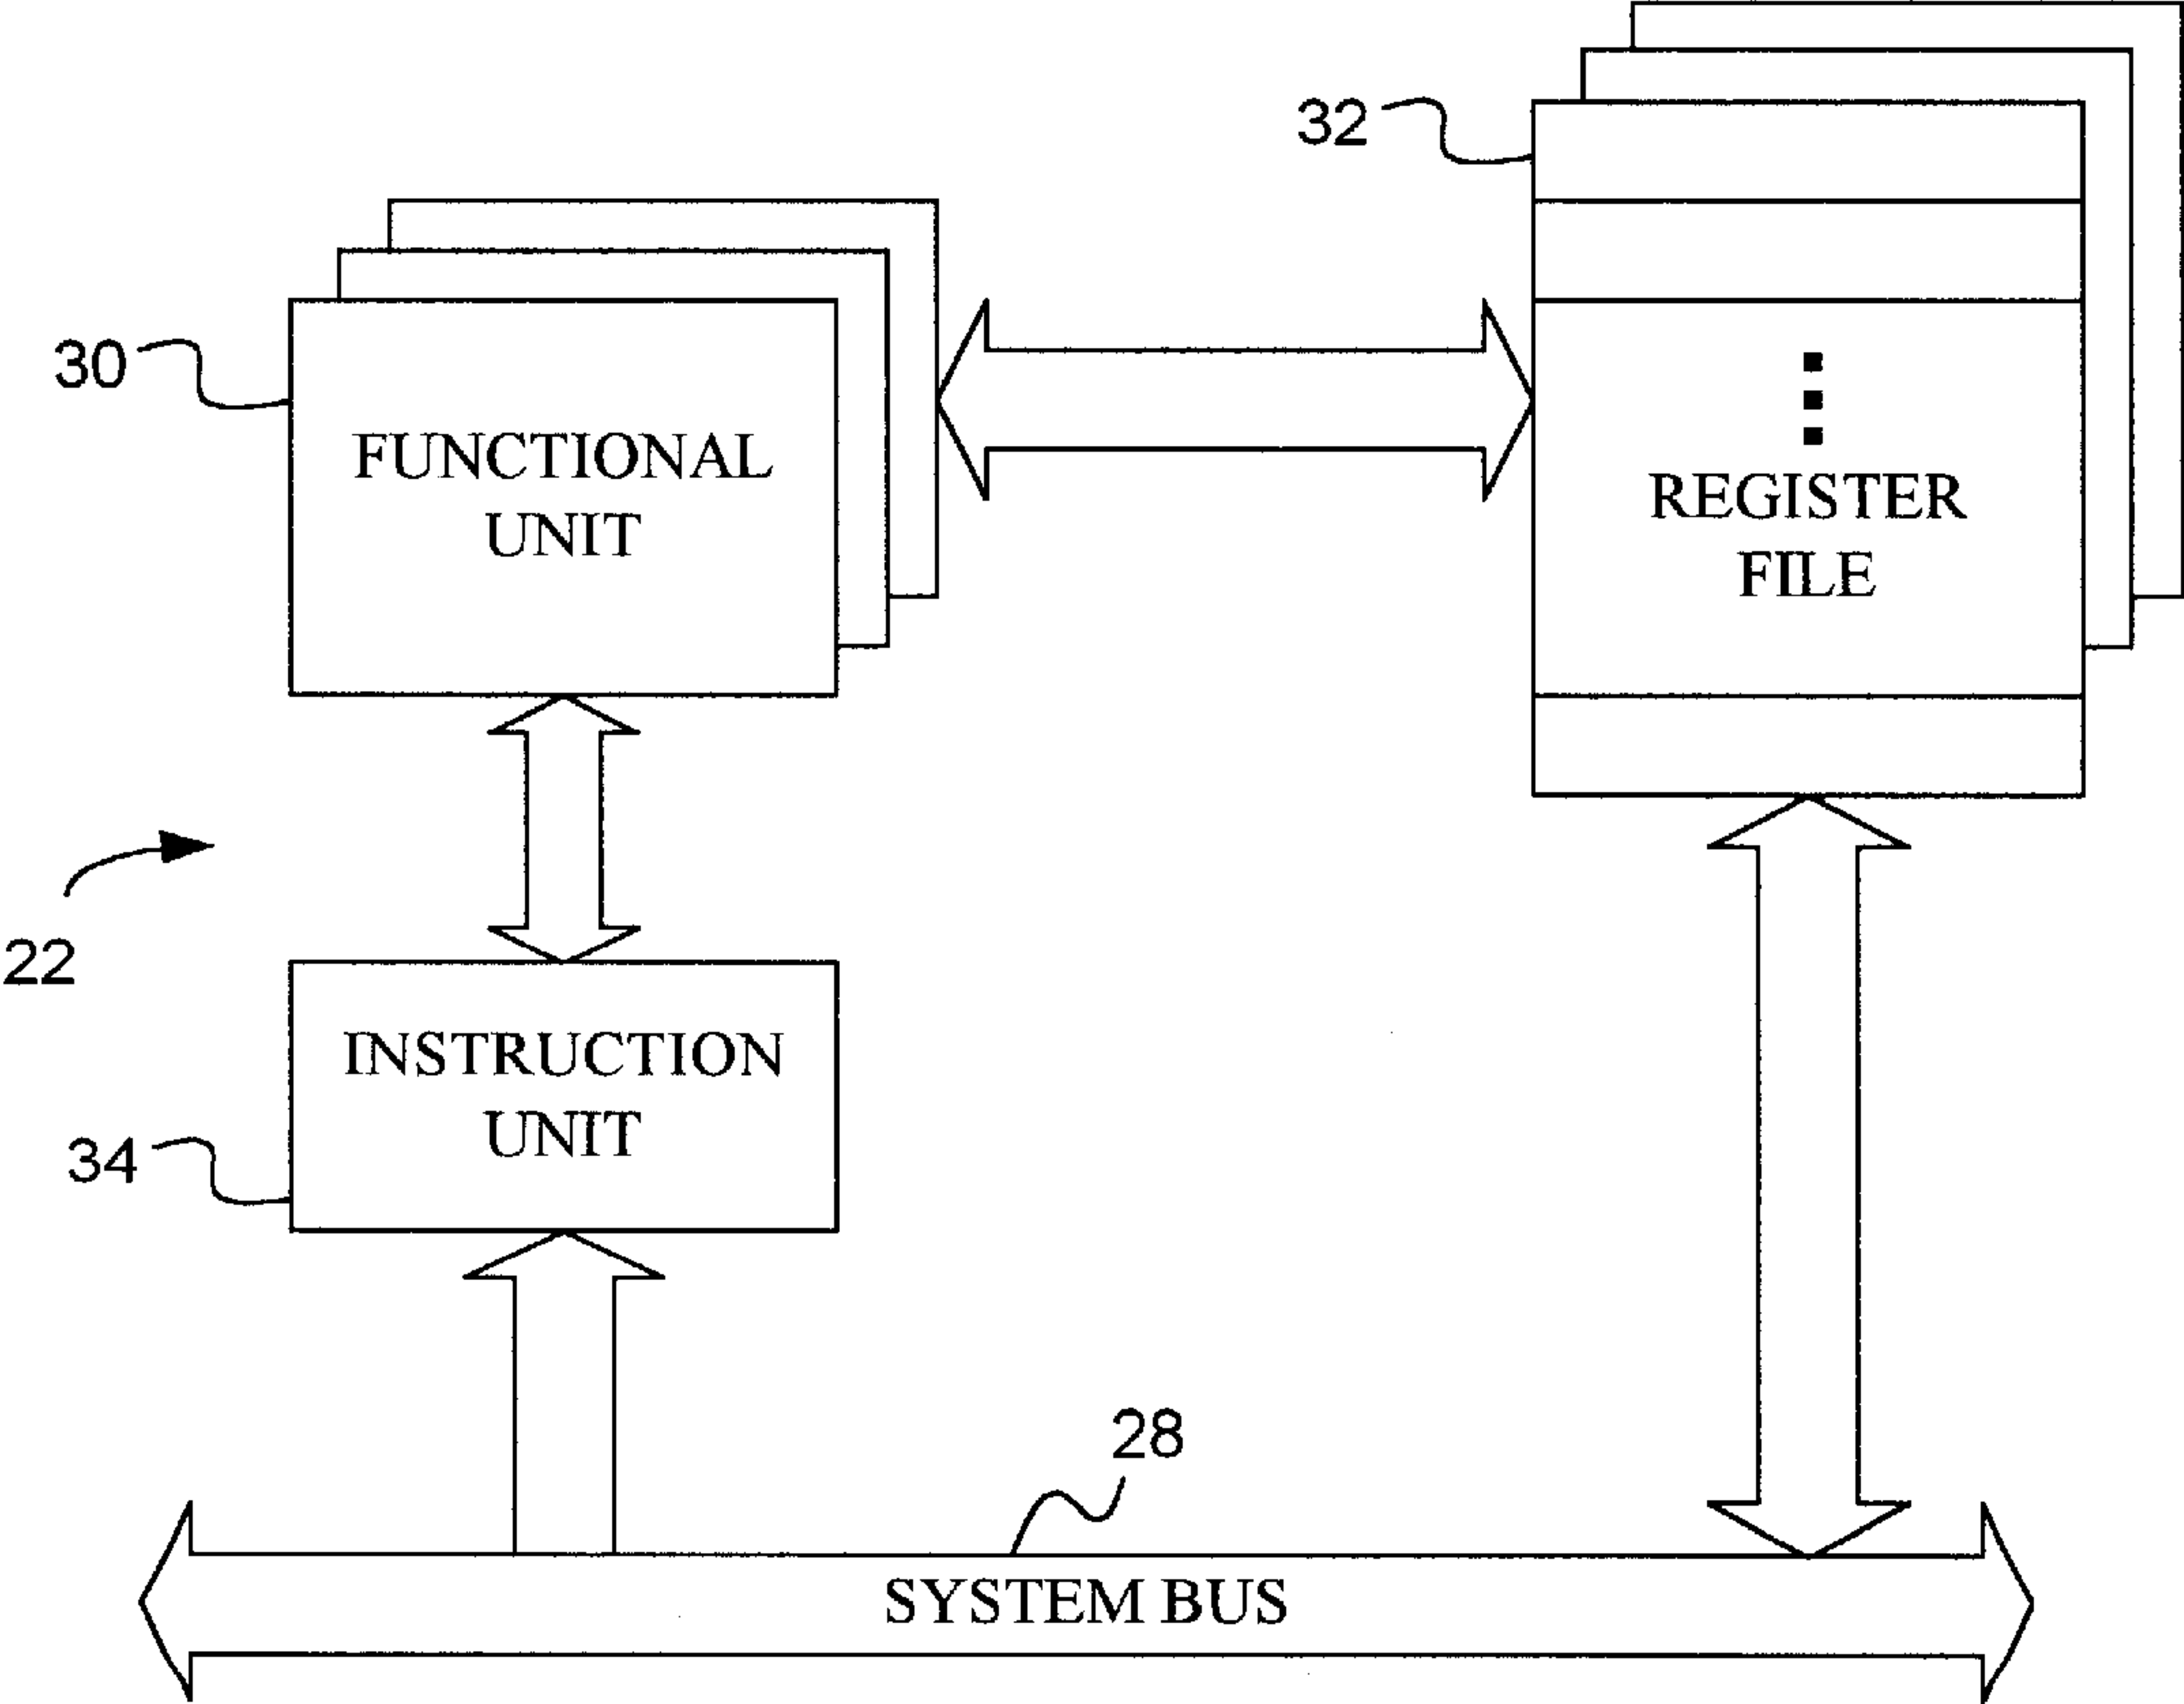 32
30
FUNCTIONAL
UNIT
REGISTER
FILE
22
INSTRUCTION
UNIT
34
28
SYSTEM BUS